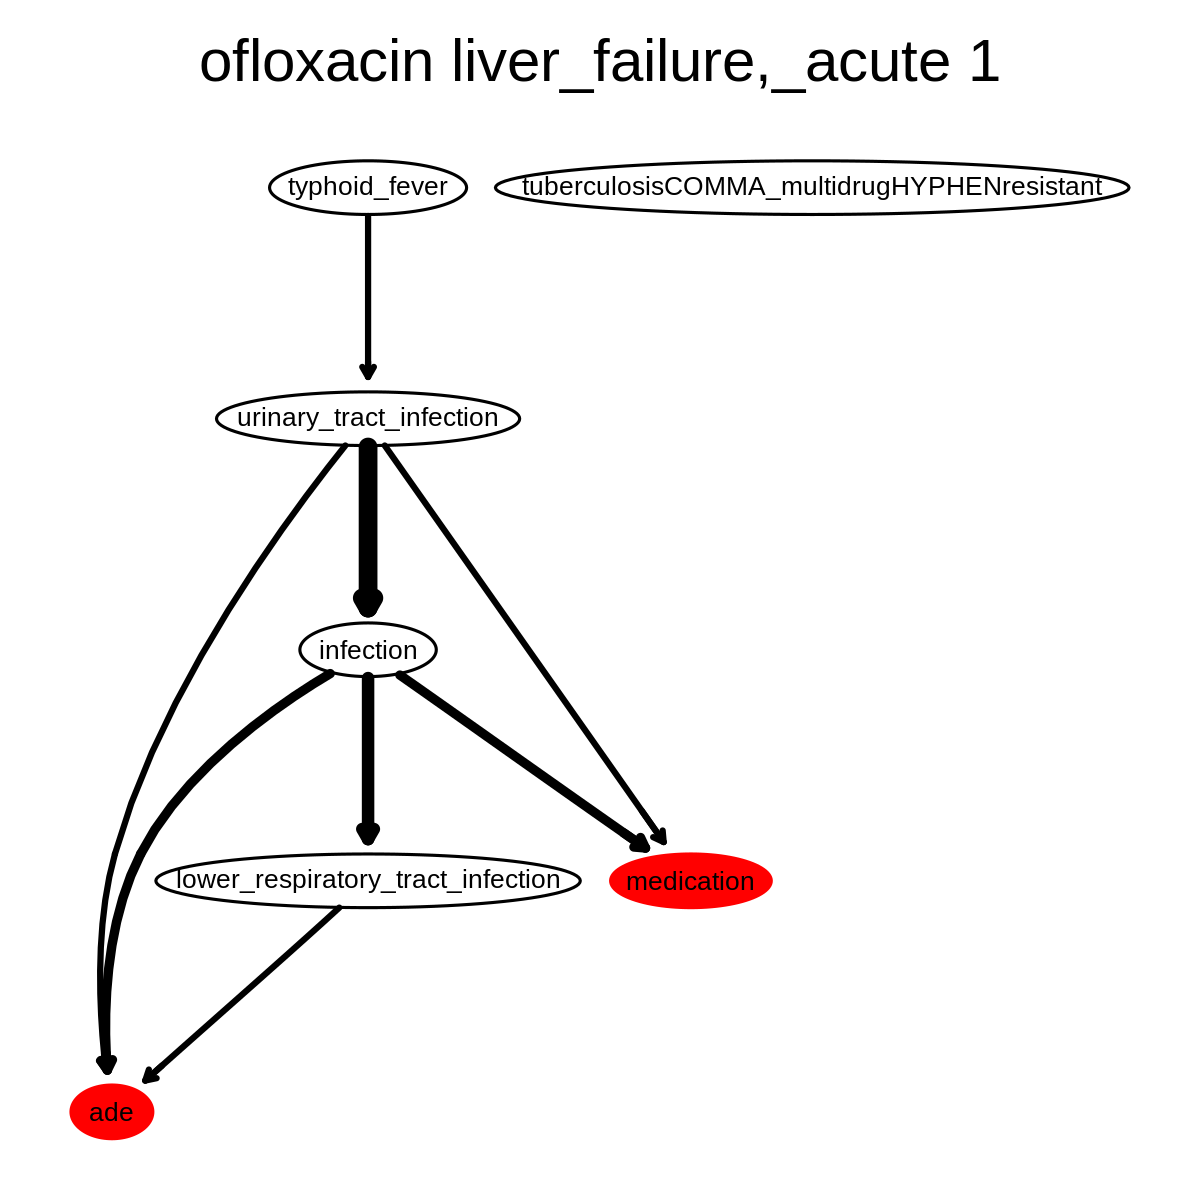 ofloxacin liver_failure,_acute 1
typhoid_fever
tuberculosisCOMMA_multidrugHYPHENresistant
urinary_tract_infection
infection
lower_respiratory_tract_infection
medication
ade